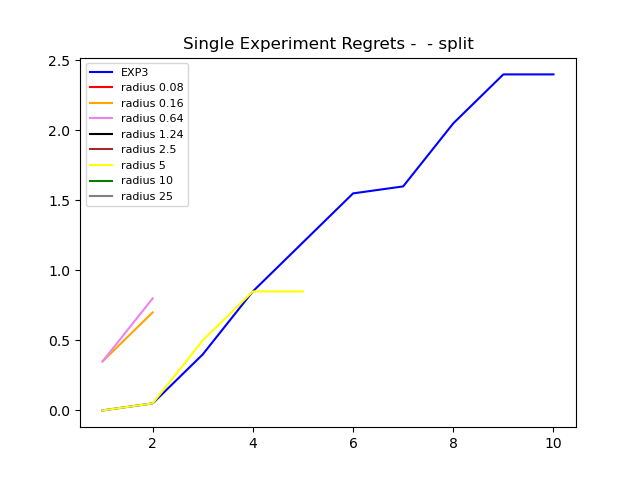 Single Experiment Regrets -  - split
2.5
2.0
1.5
1.0
0.5
0.0
EXP3
radius 0.08
radius 0.16
radius 0.64
radius 1.24
radius 2.5
radius 5
radius 10
radius 25
2 4 6 8 10